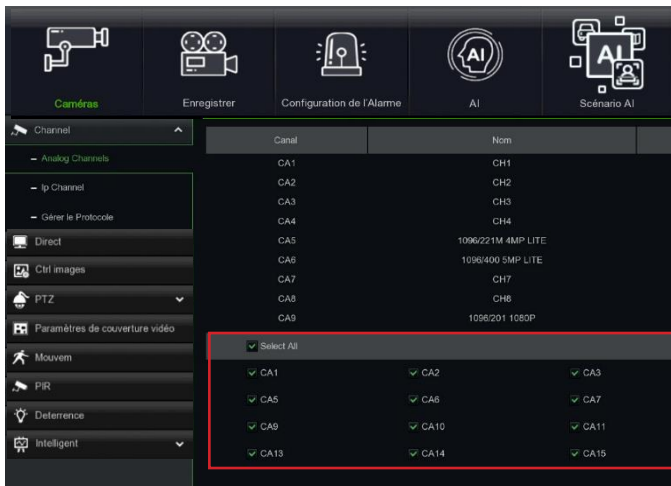 AI
AI
Caméras Enregistrer Configuration de l'Alarme AI Scénario AI
Channel
Analog Channels
Ip Channel
Gérer le Protocole
Direct
Ctrl images
PTZ
Paramètres de couverture vidéo
Mouvem
PIR
Deterrence
Intelligent
Canal Nom
CA1 CH1
CA2 CH2
CA3 CH3
CA4 CH4
CA5 1096/221M 4MP LITE
CA6 1096/400 5MP LITE
CA7 CH7
CA8 CH8
CA9 1096/201 1080P
Select All
CA1 CA2 CA3
CA5 CA6 CA7
CA9 CA10 CA11
CA13 CA14 CA15